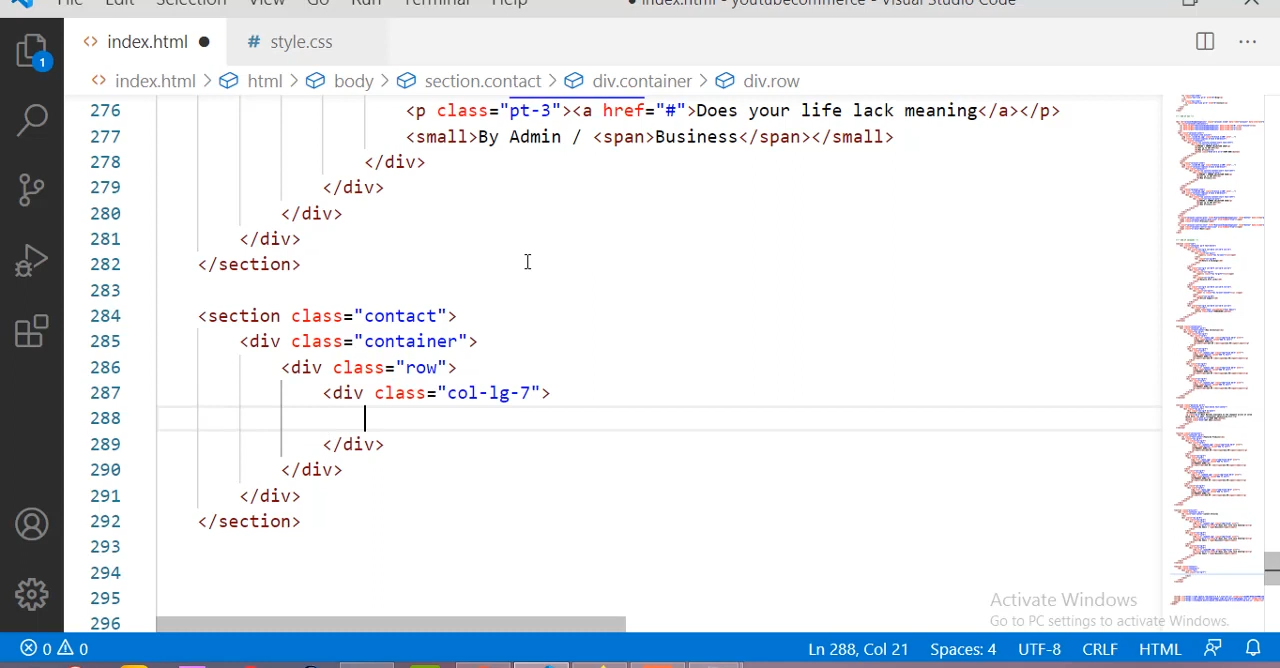 File Edit Selection View Go Run Terminal Help ● index.html - youtubecommerce - Visual Studio Code
<> index.html ● # style.css ···
<> index.html > html > body > section.contact > div.container > div.row
276 <p class="pt-3"><a href="#">Does your life lack meaning</a></p>
277 <small>By Admin / <span>Business</span></small>
278 </div>
279 </div>
280 </div>
281 </div>
282 </section>
283
284 <section class="contact">
285 <div class="container">
286 <div class="row">
287 <div class="col-lg-7">
288
289 </div>
290 </div>
291 </div>
292 </section>
293
294
295
296
1
Activate Windows
Go to PC settings to activate Windows.
0 0 Ln 288, Col 21 Spaces: 4 UTF-8 CRLF HTML